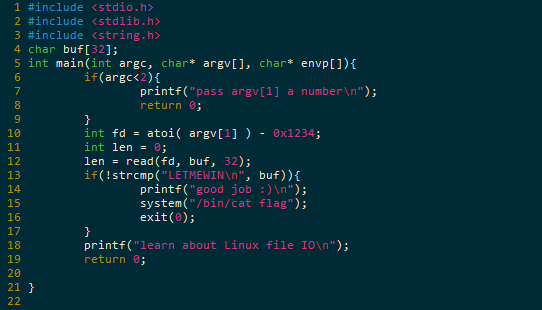 1 #include <stdio.h>
2 #include <stdlib.h>
3 #include <string.h>
4 char buf[32];
5 int main(int argc, char* argv[], char* envp[]){
6         if(argc<2){
7                 printf("pass argv[1] a number\n");
8                 return 0;
9         }
10         int fd = atoi( argv[1] ) - 0x1234;
11         int len = 0;
12         len = read(fd, buf, 32);
13         if(!strcmp("LETMEWIN\n", buf)){
14                 printf("good job :)\n");
15                 system("/bin/cat flag");
16                 exit(0);
17         }
18         printf("learn about Linux file IO\n");
19         return 0;
20
21 }
22